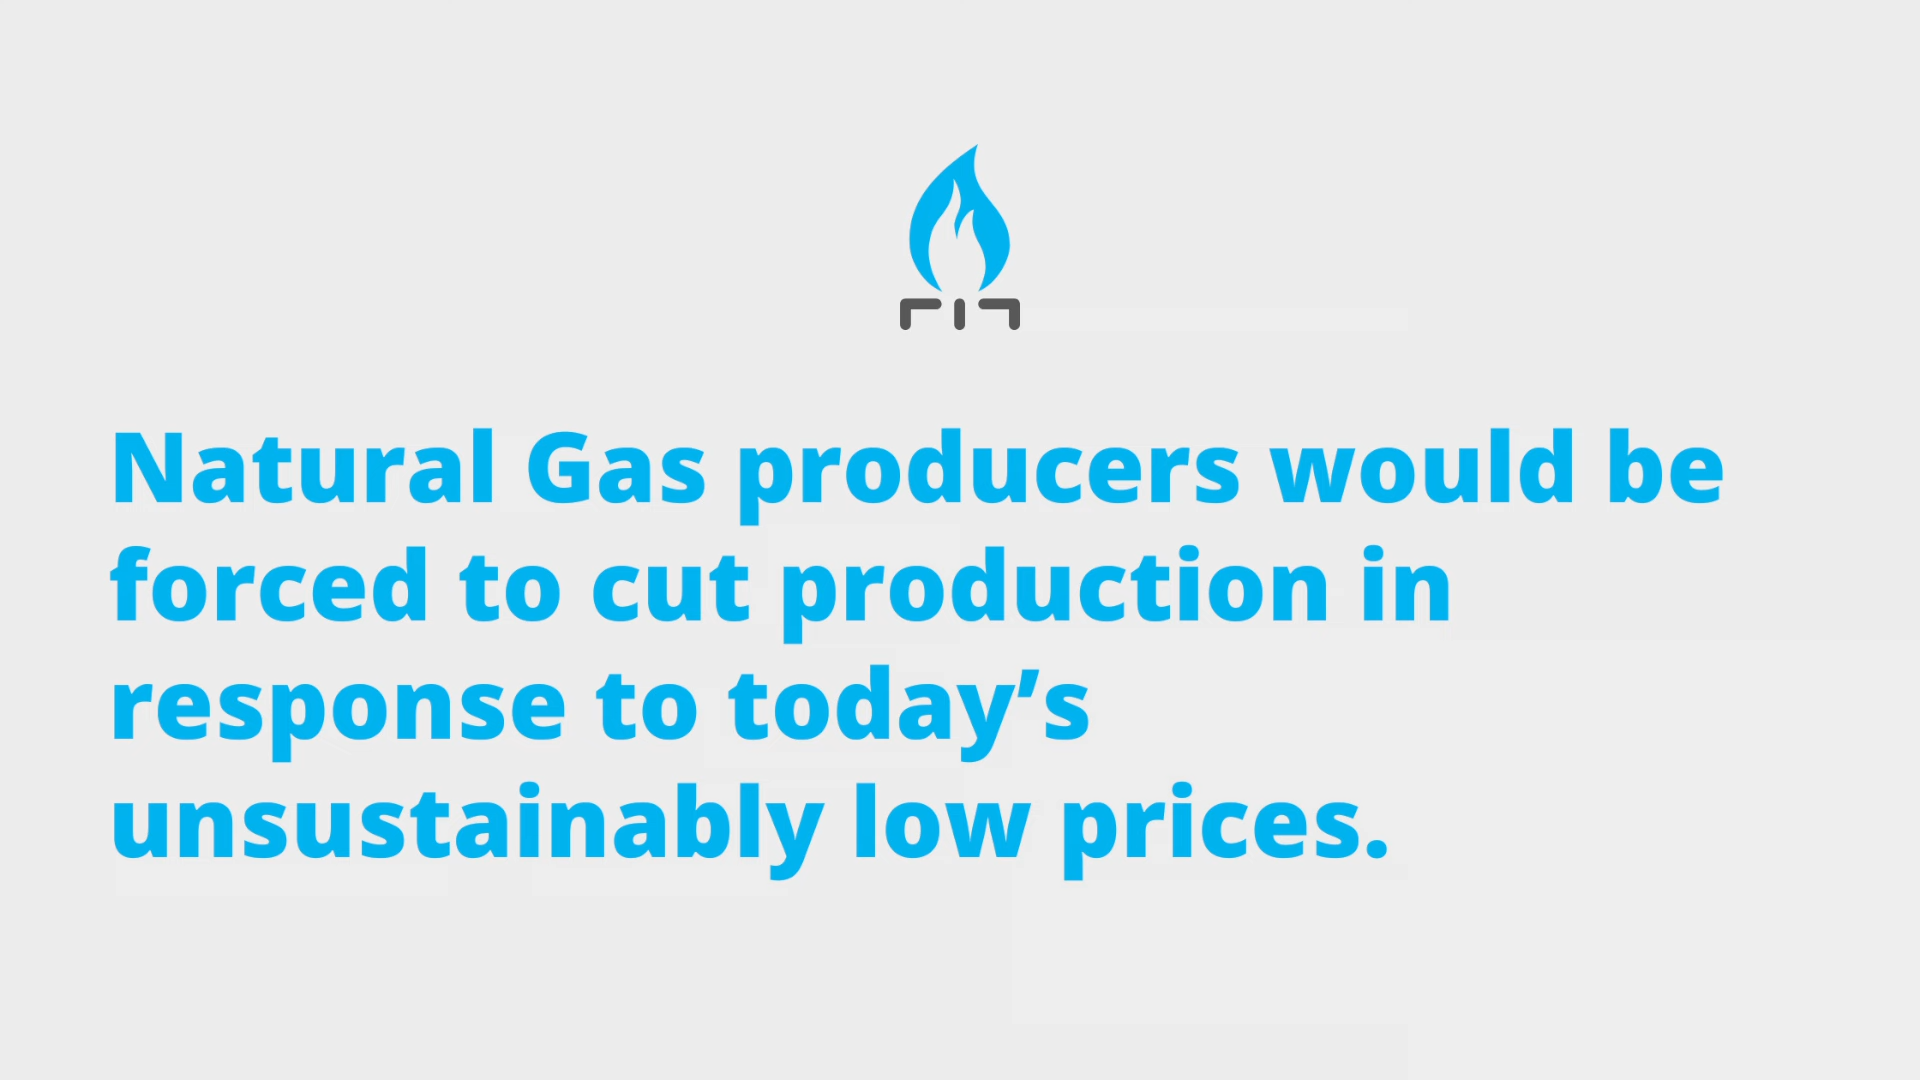 Natural Gas producers would be
forced to cut production in
response to today’s
unsustainably low prices.